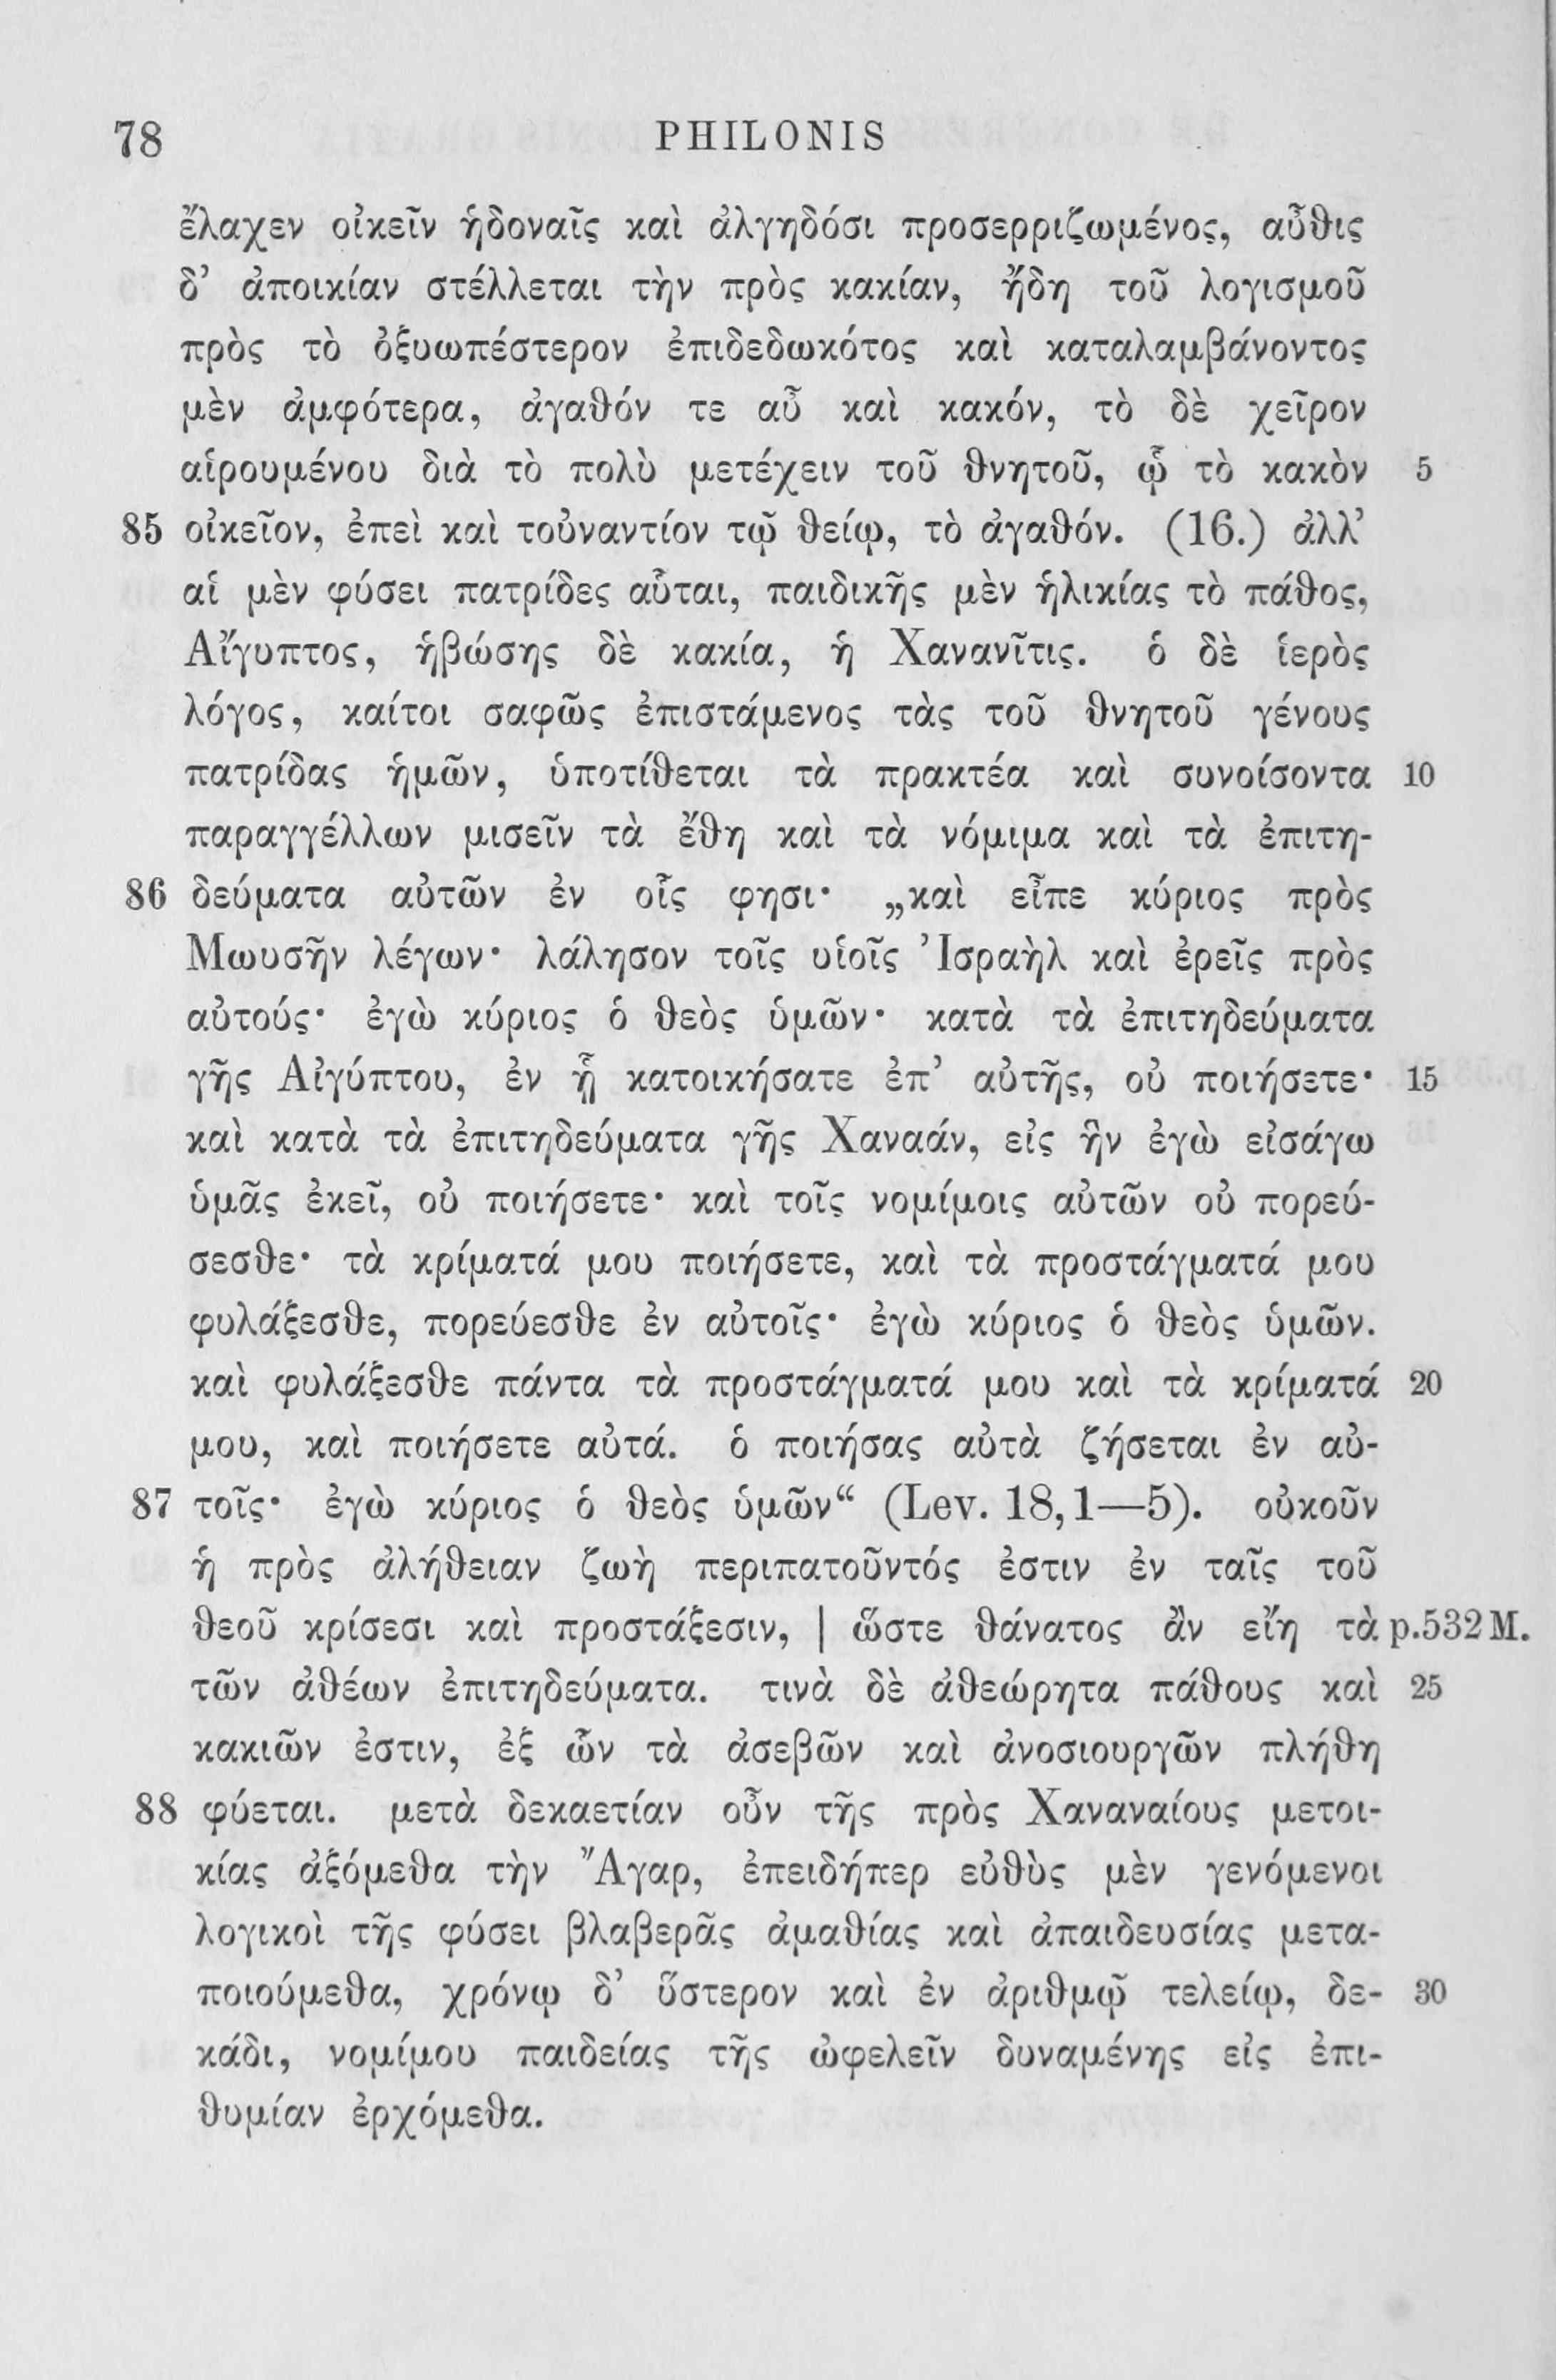 78 PHILONIS
ἔλαχεν οἰκεῖν ἡδοναῖς καὶ ἀλγηδόσι προσερριζωμένος, αὖθις
δ’ ἀποικίαν στέλλεται τὴν πρὸς κακίαν, ἤδη τοῦ λογισμοῦ
πρὸς τὸ ὀξυωπέστερον ἐπιδεδωκότος καὶ καταλαμβάνοντος
μὲν ἀμφότερα, ἀγαθόν τε αὖ καὶ κακόν, τὸ δὲ χεῖρον
αἱρουμένου διὰ τὸ πολὺ μετέχειν τοῦ θνητοῦ, ᾧ τὸ κακὸν 5
85 οἰκεῖον, ἐπεὶ καὶ τοὐναντίον τῷ θείῳ, τὸ ἀγαθόν. (16.) ἀλλ’
αἱ μὲν φύσει πατρίδες αὗται, παιδικῆς μὲν ἡλικίας τὸ πάθος,
Αἴγυπτος, ἡβώσης δὲ κακία, ἡ Χανανῖτις. ὁ δὲ ἱερὸς
λόγος, καίτοι σαφῶς ἐπιστάμενος τὰς τοῦ θνητοῦ γένους
πατρίδας ἡμῶν, ὑποτίθεται τὰ πρακτέα καὶ συνοίσοντα 10
παραγγέλλων μισεῖν τὰ ἔθη καὶ τὰ νόμιμα καὶ τὰ ἐπιτη-
86 δεύματα αὐτῶν ἐν οἷς φησι· „καὶ εἶπε κύριος πρὸς
Μωυσῆν λέγων· λάλησον τοῖς υἱοῖς Ἰσραὴλ καὶ ἐρεῖς πρὸς
αὐτούς· ἐγὼ κύριος ὁ θεὸς ὑμῶν· κατὰ τὰ ἐπιτηδεύματα
γῆς Αἰγύπτου, ἐν ᾗ κατοικήσατε ἐπ’ αὐτῆς, οὐ ποιήσετε· 15
καὶ κατὰ τὰ ἐπιτηδεύματα γῆς Χαναάν, εἰς ἣν ἐγὼ εἰσάγω
ὑμᾶς ἐκεῖ, οὐ ποιήσετε· καὶ τοῖς νομίμοις αὐτῶν οὐ πορεύ-
σεσθε· τὰ κρίματά μου ποιήσετε, καὶ τὰ προστάγματά μου
φυλάξεσθε, πορεύεσθε ἐν αὐτοῖς· ἐγὼ κύριος ὁ θεὸς ὑμῶν.
καὶ φυλάξεσθε πάντα τὰ προστάγματά μου καὶ τὰ κρίματά 20
μου, καὶ ποιήσετε αὐτά. ὁ ποιήσας αὐτὰ ζήσεται ἐν αὐ-
87 τοῖς· ἐγὼ κύριος ὁ θεὸς ὑμῶν“ (Lev. 18,1—5). οὐκοῦν
ἡ πρὸς ἀλήθειαν ζωὴ περιπατοῦντός ἐστιν ἐν ταῖς τοῦ
θεοῦ κρίσεσι καὶ προστάξεσιν, | ὥστε θάνατος ἂν εἴη τὰ p.532 M.
τῶν ἀθέων ἐπιτηδεύματα. τινὰ δὲ ἀθεώρητα πάθους καὶ 25
κακιῶν ἐστιν, ἐξ ὧν τὰ ἀσεβῶν καὶ ἀνοσιουργῶν πλήθη
88 φύεται. μετὰ δεκαετίαν οὖν τῆς πρὸς Χαναναίους μετοι-
κίας ἀξόμεθα τὴν Ἄγαρ, ἐπειδήπερ εὐθὺς μὲν γενόμενοι
λογικοὶ τῆς φύσει βλαβερᾶς ἀμαθίας καὶ ἀπαιδευσίας μετα-
ποιούμεθα, χρόνῳ δ’ ὕστερον καὶ ἐν ἀριθμῷ τελείῳ, δε- 30
κάδι, νομίμου παιδείας τῆς ὠφελεῖν δυναμένης εἰς ἐπι-
θυμίαν ἐρχόμεθα.